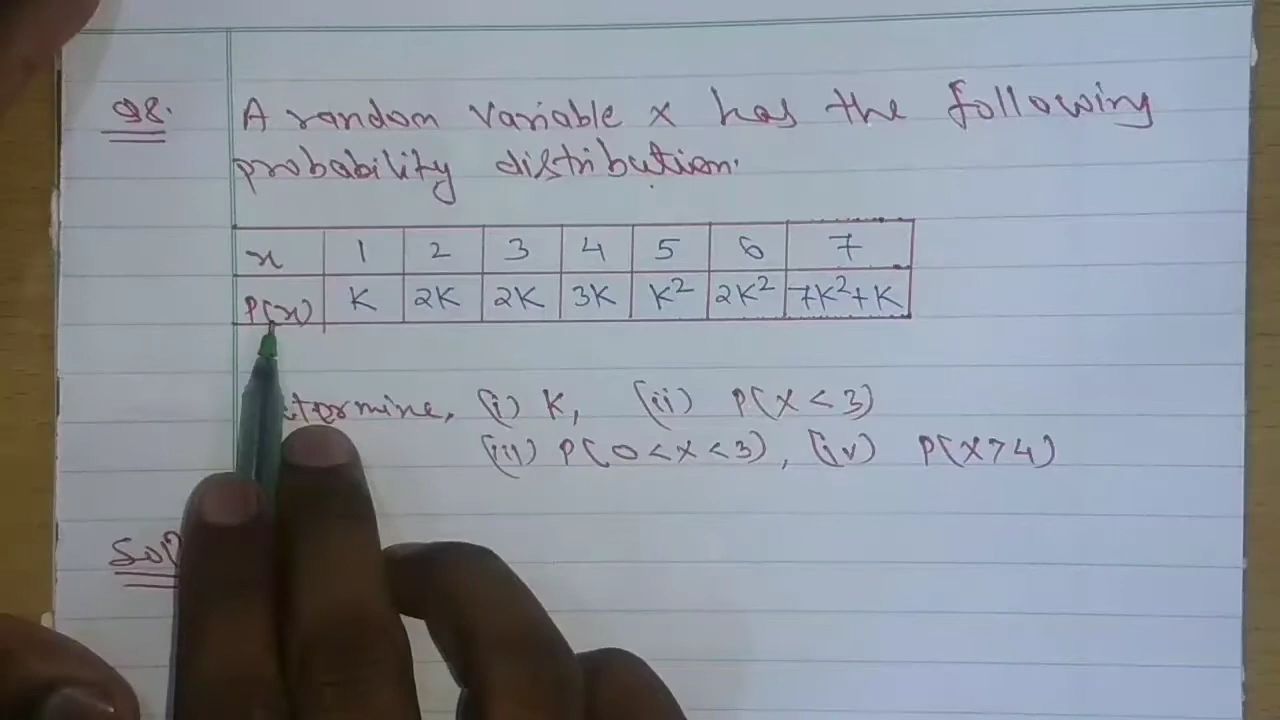 Q8. A random variable x has the following
probability distribution.
x 1 2 3 4 5 6 7
P(x) K 2K 2K 3K K² 2K² 7K²+K
(i) K, (ii) P(X<3)
(iii) P(0<X<3), (iv) P(X>4)